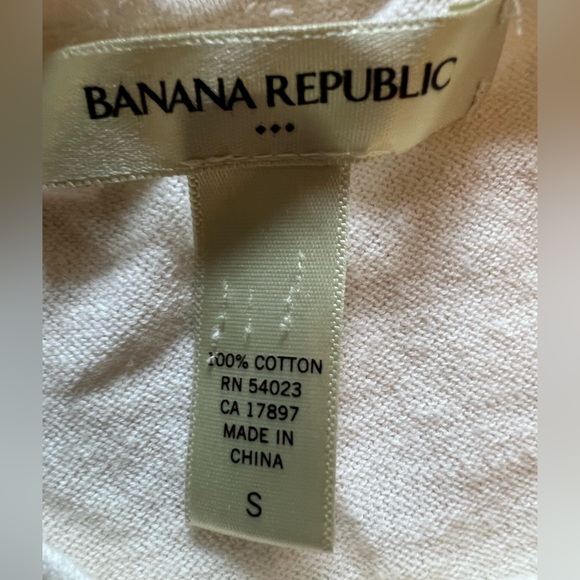 BANANA REPUBLIC
100% COTTON
RN 54023
CA 17897
MADE IN
CHINA
S